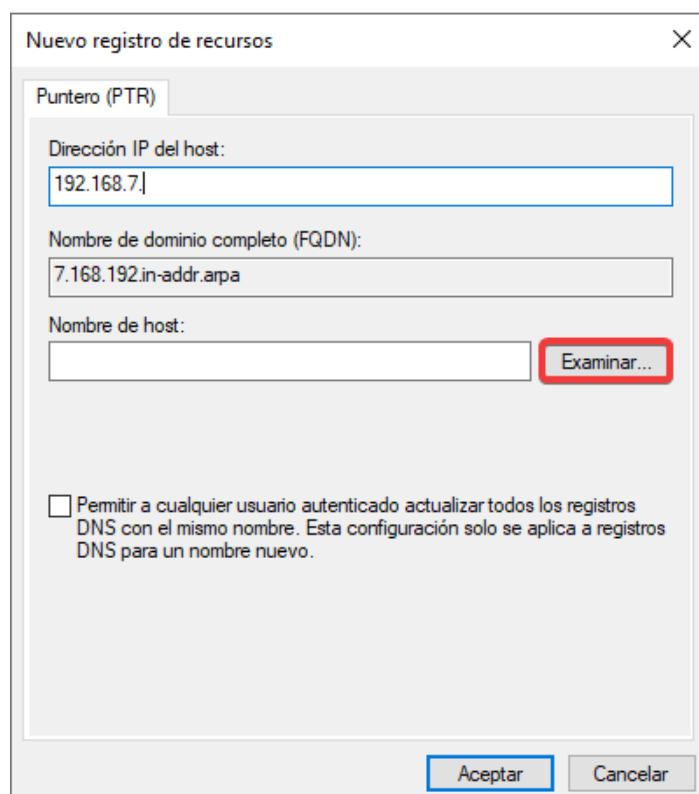 Nuevo registro de recursos
Puntero (PTR)
Dirección IP del host:
192.168.7.
Nombre de dominio completo (FQDN):
7.168.192.in-addr.arpa
Nombre de host:
Examinar...
Permitir a cualquier usuario autenticado actualizar todos los registros
DNS con el mismo nombre. Esta configuración solo se aplica a registros
DNS para un nombre nuevo.
Aceptar
Cancelar